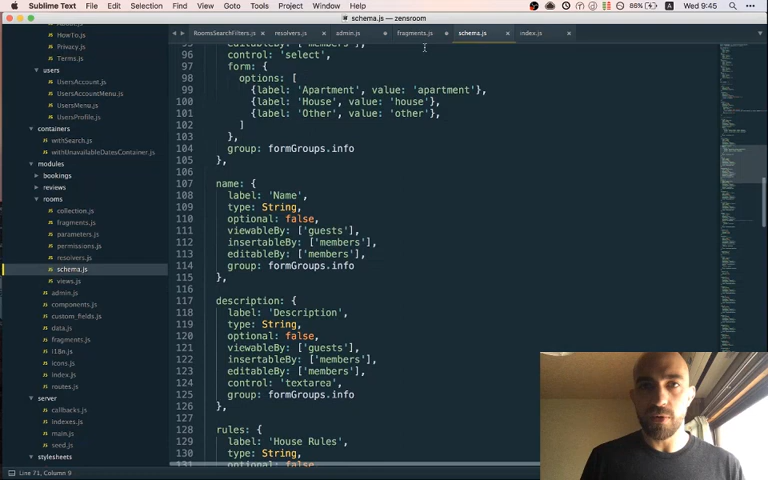 Sublime Text File Edit Selection Find View Goto Tools Project Window Help
86% Wed 9:45
schema.js — zensroom
RoomsSearchFilters.js × resolvers.js × admin.js fragments.js schema.js × index.js ×
HowTo.js
Privacy.js
Terms.js
users
UsersAccount.js
UsersAccountMenu.js
UsersMenu.js
UsersProfile.js
containers
withSearch.js
withUnavailableDatesContainer.js
modules
bookings
reviews
rooms
collection.js
fragments.js
parameters.js
permissions.js
resolvers.js
schema.js
views.js
admin.js
components.js
custom_fields.js
data.js
fragments.js
i18n.js
icons.js
index.js
routes.js
server
callbacks.js
indexes.js
main.js
seed.js
stylesheets
95 editableBy: ['members'],
96 control: 'select',
97 form: {
98 options: [
99 {label: 'Apartment', value: 'apartment'},
100 {label: 'House', value: 'house'},
101 {label: 'Other', value: 'other'},
102 ]
103 },
104 group: formGroups.info
105 },
106
107 name: {
108 label: 'Name',
109 type: String,
110 optional: false,
111 viewableBy: ['guests'],
112 insertableBy: ['members'],
113 editableBy: ['members'],
114 group: formGroups.info
115 },
116
117 description: {
118 label: 'Description',
119 type: String,
120 optional: false,
121 viewableBy: ['guests'],
122 insertableBy: ['members'],
123 editableBy: ['members'],
124 control: 'textarea',
125 group: formGroups.info
126 },
127
128 rules: {
129 label: 'House Rules',
130 type: String,
131 optional: false
Line 71, Column 9